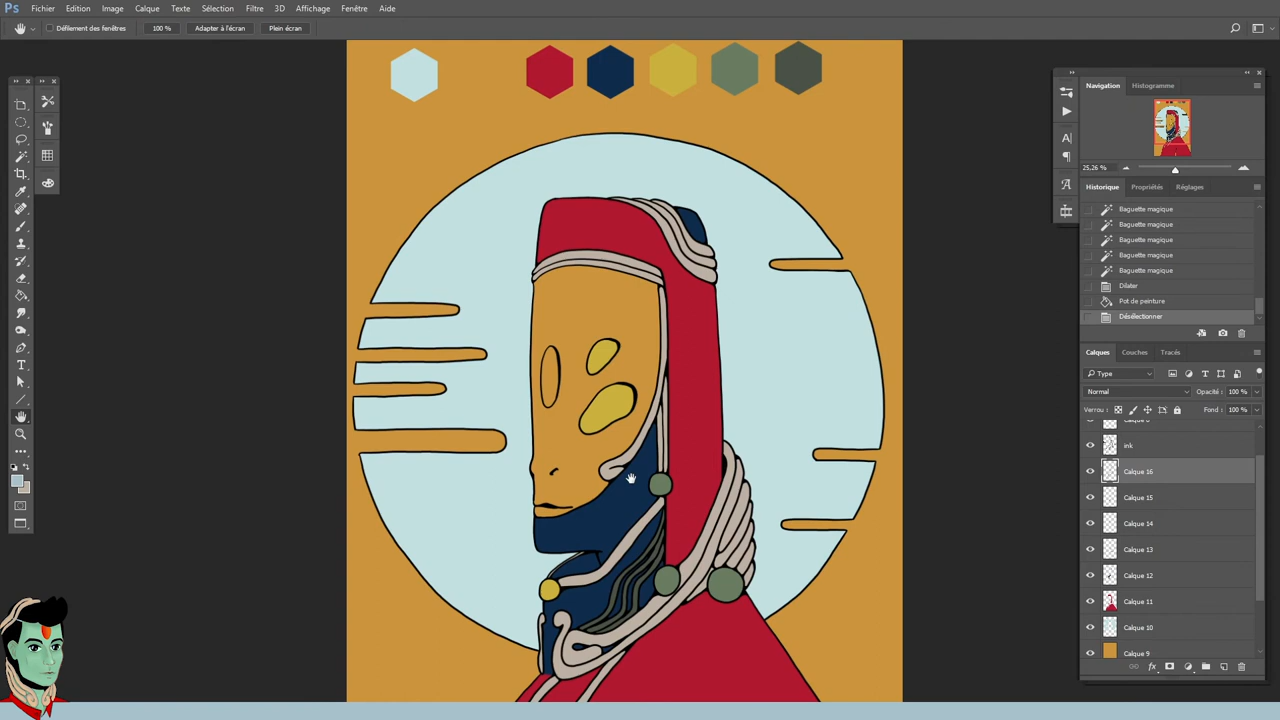 Ps Fichier Edition Image Calque Texte Sélection Filtre 3D Affichage Fenêtre Aide
Défilement des fenêtres 100 % Adapter à l'écran Plein écran
Navigation Histogramme
25,26 %
Historique Propriétés Réglages
Baguette magique
Baguette magique
Baguette magique
Baguette magique
Baguette magique
Dilater
Pot de peinture
Désélectionner
Calques Couches Tracés
Type
Normal Opacité : 100 %
Verrou : Fond : 100 %
ink
Calque 16
Calque 15
Calque 14
Calque 13
Calque 12
Calque 11
Calque 10
Calque 9
fx